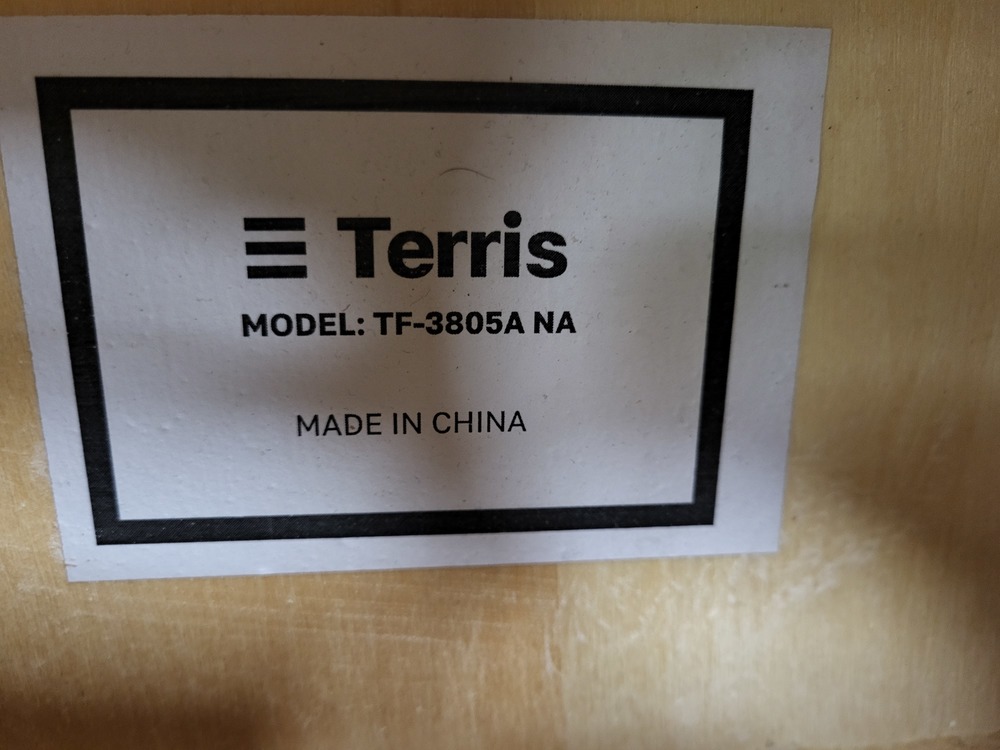 Terris
MODEL: TF-3805A NA
MADE IN CHINA